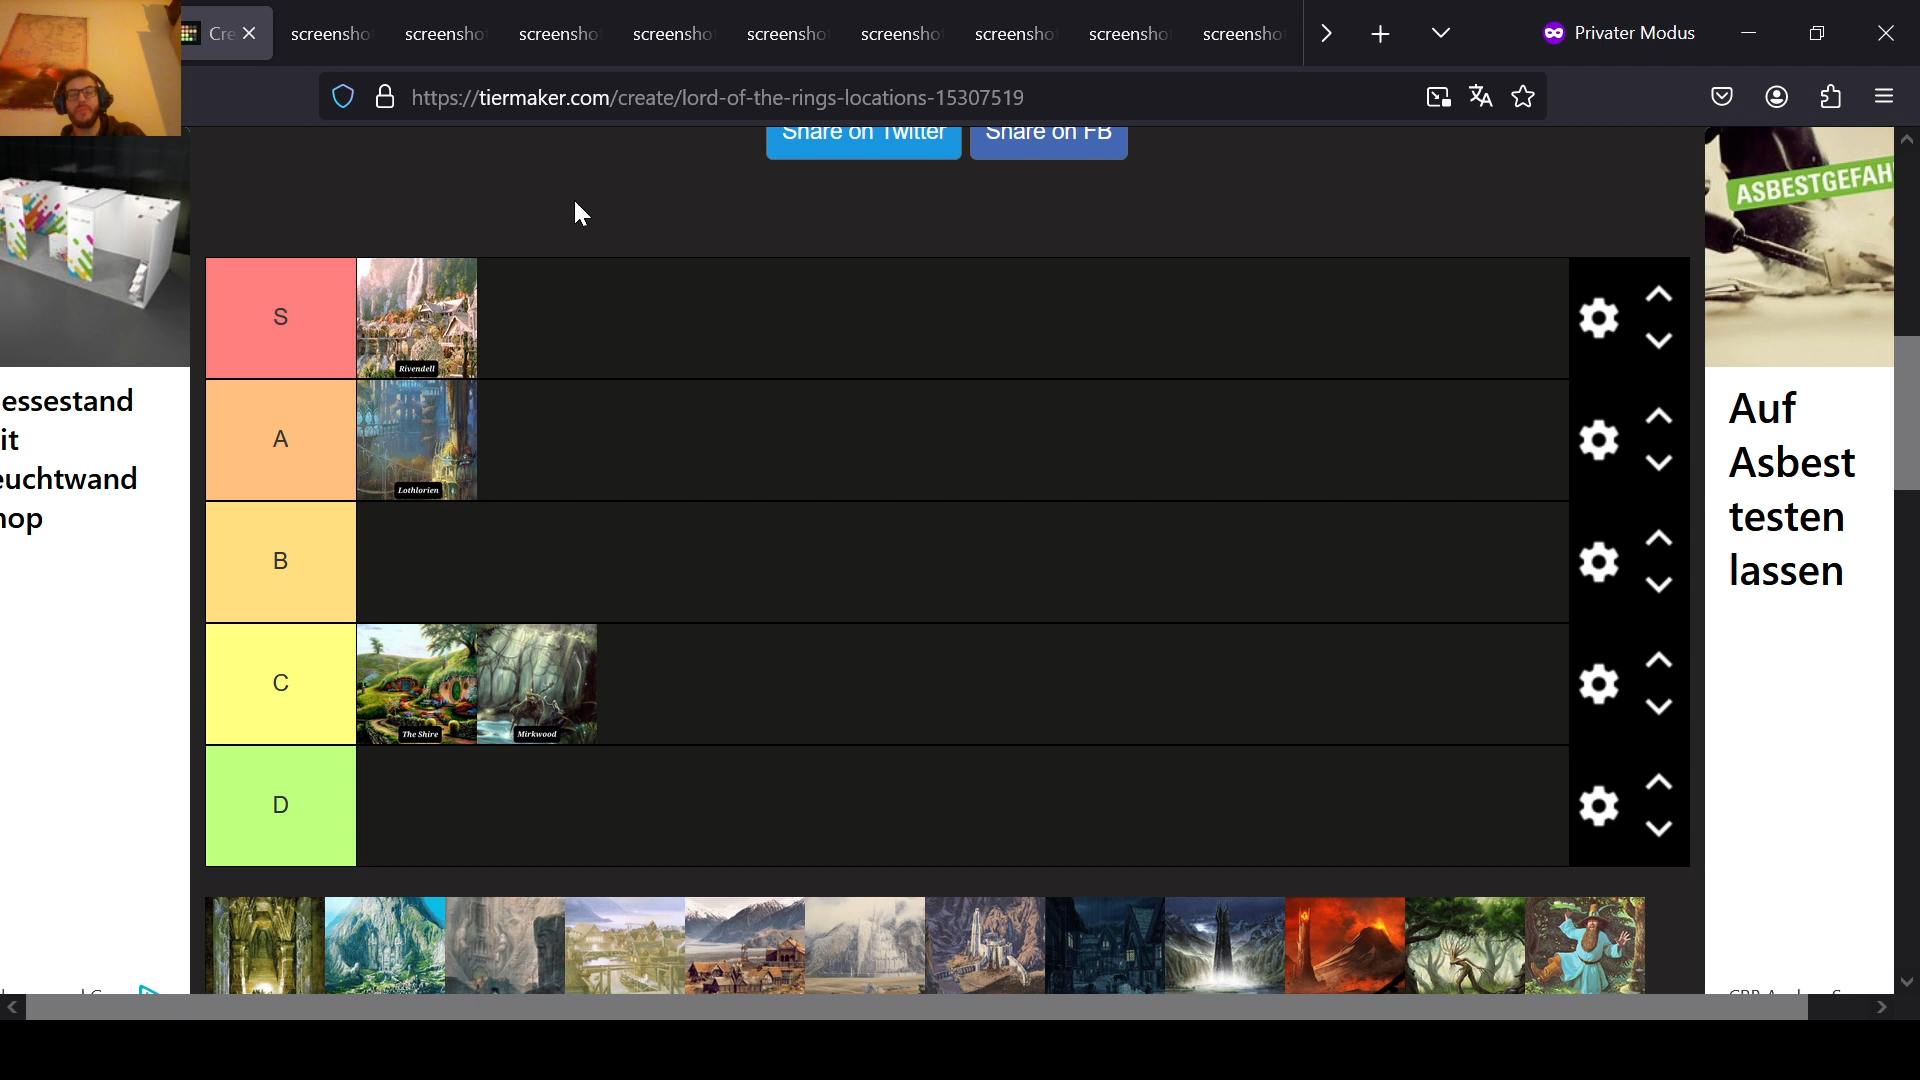 Cre
screensho
screensho
screensho
screensho
screensho
screensho
screensho
screensho
screensho
Privater Modus
https://tiermaker.com/create/lord-of-the-rings-locations-15307519
Share on Twitter
Share on FB
ASBESTGEFAH
S
Rivendell
A
Lothlorien
B
C
The Shire
Mirkwood
D
essestand
it
euchtwand
hop
Auf
Asbest
testen
lassen